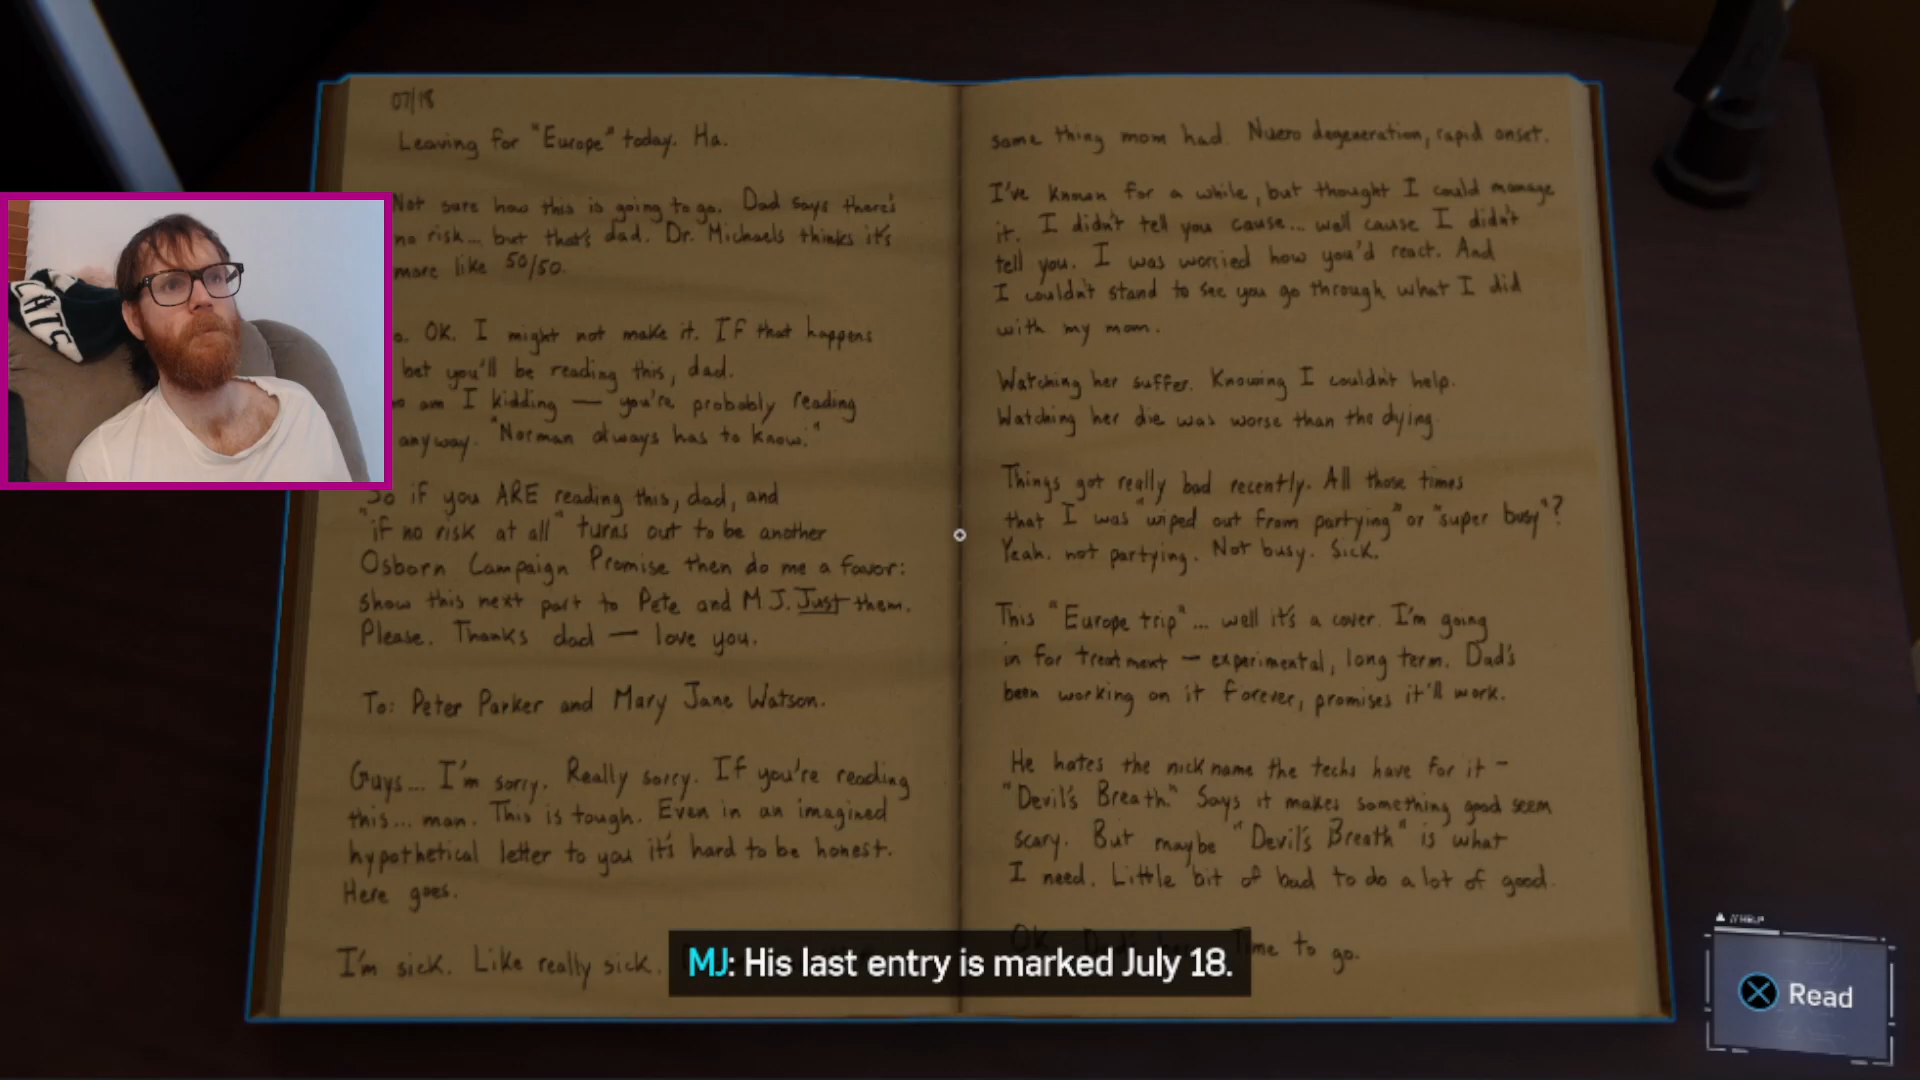 07/18
Leaving for "Europe" today. Ha.
Not sure how this is going to go. Dad says there's
no risk... but that's dad. Dr. Michaels thinks it's
more like 50/50.
o. OK. I might not make it. If that happens
bet you'll be reading this, dad.
am I kidding — you're probably reading
anyway. "Norman always has to know."
So if you ARE reading this, dad, and
"if no risk at all" turns out to be another
Osborn Campaign Promise then do me a favor:
show this next part to Pete and MJ. Just them.
Please. Thanks dad — love you.
To: Peter Parker and Mary Jane Watson.
Guys... I'm sorry. Really sorry. If you're reading
this... man. This is tough. Even in an imagined
hypothetical letter to you it's hard to be honest.
Here goes.
I'm sick. Like really sick.
same thing mom had. Nuero degeneration, rapid onset.
I've known for a while, but thought I could manage
it. I didn't tell you cause... well cause I didn't
tell you. I was worried how you'd react. And
I couldn't stand to see you go through what I did
with my mom.
Watching her suffer. Knowing I couldn't help.
Watching her die was worse than the dying.
Things got really bad recently. All those times
that I was "wiped out from partying" or "super busy"?
Yeah. not partying. Not busy. Sick.
This "Europe trip"... well it's a cover. I'm going
in for treatment — experimental, long term. Dad's
been working on it forever, promises it'll work.
He hates the nickname the techs have for it -
"Devil's Breath." Says it makes something good seem
scary. But maybe "Devil's Breath" is what
I need. Little bit of bad to do a lot of good.
OK. Time to go.
MJ: His last entry is marked July 18.
HELP
Read